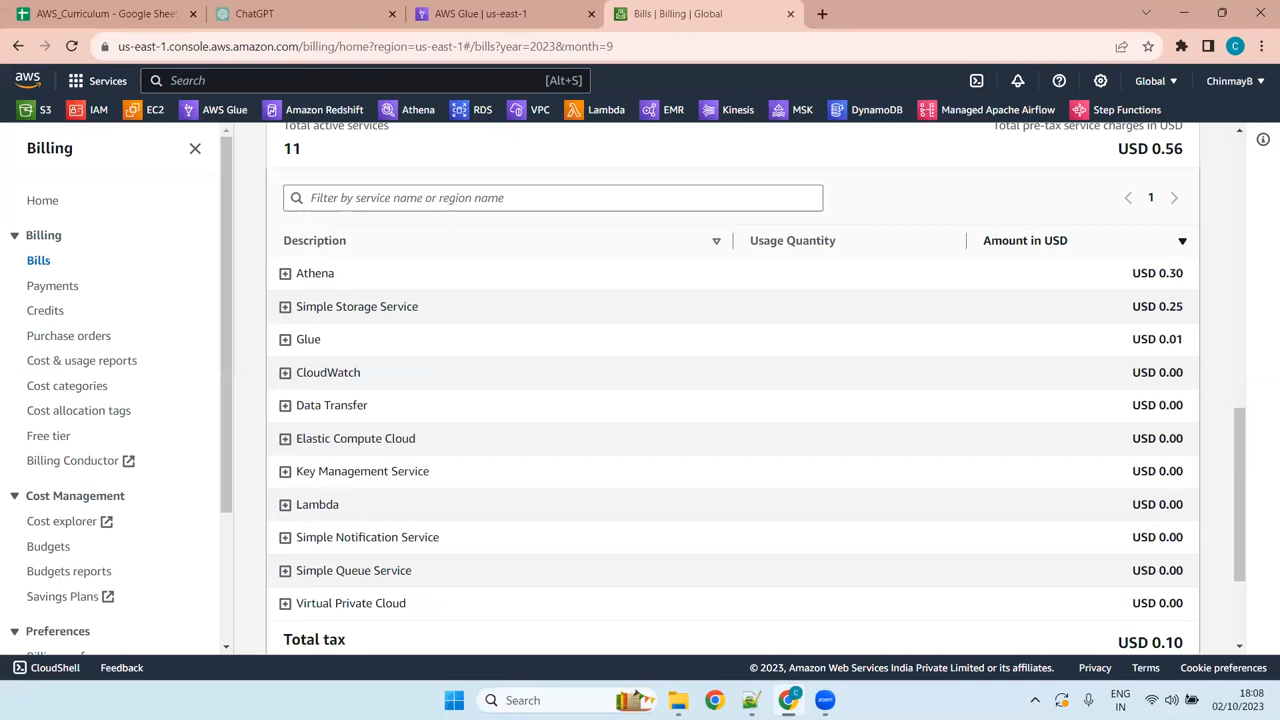 AWS_Curriculum - Google Sheet
ChatGPT
AWS Glue | us-east-1
Bills | Billing | Global
us-east-1.console.aws.amazon.com/billing/home?region=us-east-1#/bills?year=2023&month=9
C
aws
Services
Search
[Alt+S]
Global
ChinmayB
S3
IAM
EC2
AWS Glue
Amazon Redshift
Athena
RDS
VPC
Lambda
EMR
Kinesis
MSK
DynamoDB
Managed Apache Airflow
Step Functions
Billing
Home
Billing
Bills
Payments
Credits
Purchase orders
Cost & usage reports
Cost categories
Cost allocation tags
Free tier
Billing Conductor
Cost Management
Cost explorer
Budgets
Budgets reports
Savings Plans
Preferences
Total active services
Total pre-tax service charges in USD
11
USD 0.56
Filter by service name or region name
1
Description
Usage Quantity
Amount in USD
Athena
USD 0.30
Simple Storage Service
USD 0.25
Glue
USD 0.01
CloudWatch
USD 0.00
Data Transfer
USD 0.00
Elastic Compute Cloud
USD 0.00
Key Management Service
USD 0.00
Lambda
USD 0.00
Simple Notification Service
USD 0.00
Simple Queue Service
USD 0.00
Virtual Private Cloud
USD 0.00
Total tax
USD 0.10
CloudShell
Feedback
© 2023, Amazon Web Services India Private Limited or its affiliates.
Privacy
Terms
Cookie preferences
Search
C
zoom
ENG
IN
18:08
02/10/2023